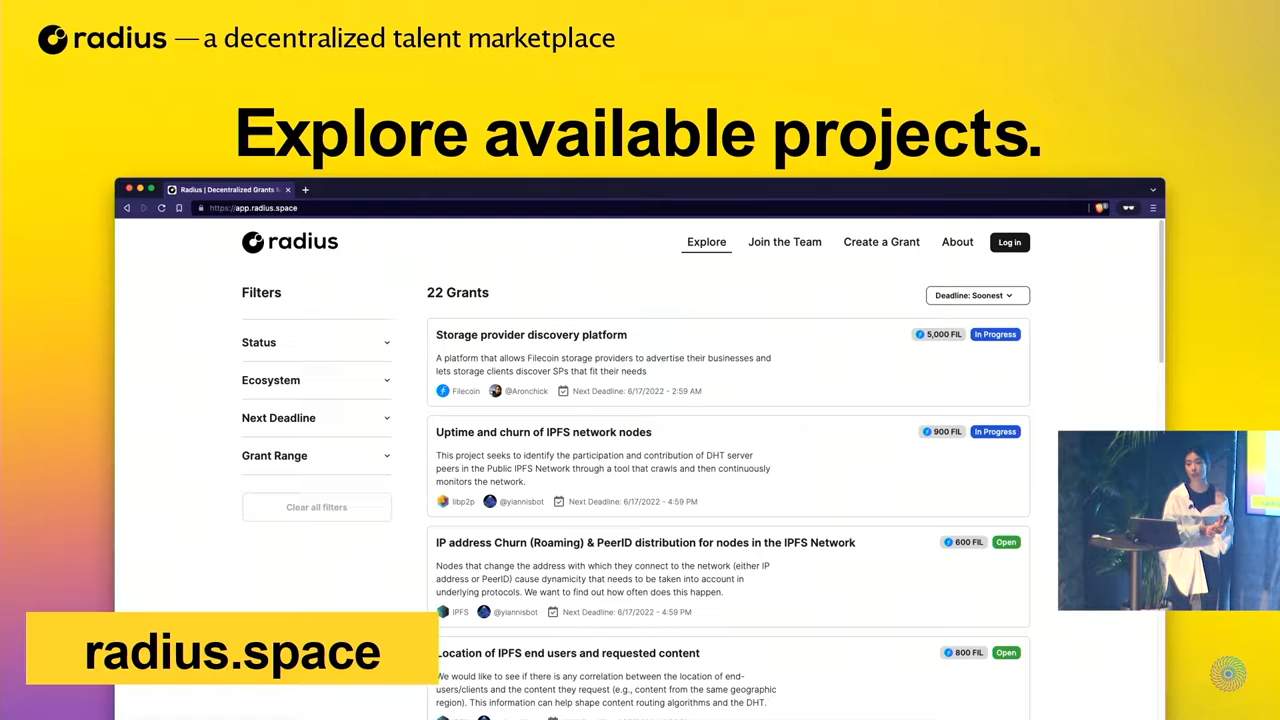 radius — a decentralized talent marketplace
Explore available projects.
Radius | Decentralized Grants
https://app.radius.space
radius
Explore
Join the Team
Create a Grant
About
Log in
Filters
Status
Ecosystem
Next Deadline
Grant Range
Clear all filters
22 Grants
Deadline: Soonest
Storage provider discovery platform
5,000 FIL
In Progress
A platform that allows Filecoin storage providers to advertise their businesses and
lets storage clients discover SPs that fit their needs
Filecoin @Aronchick Next Deadline: 6/17/2022 - 2:59 AM
Uptime and churn of IPFS network nodes
900 FIL
In Progress
This project seeks to identify the participation and contribution of DHT server
peers in the Public IPFS Network through a tool that crawls and then continuously
monitors the network.
libp2p @yiannisbot Next Deadline: 6/17/2022 - 4:59 PM
IP address Churn (Roaming) & PeerID distribution for nodes in the IPFS Network
600 FIL
Open
Nodes that change the address with which they connect to the network (either IP
address or PeerID) cause dynamicity that needs to be taken into account in
underlying protocols. We want to find out how often does this happen.
IPFS @yiannisbot Next Deadline: 6/17/2022 - 4:59 PM
Location of IPFS end users and requested content
800 FIL
Open
We would like to see if there is any correlation between the location of end-
users/clients and the content they request (e.g., content from the same geographic
region). This information can help shape content routing algorithms and the DHT.
radius.space